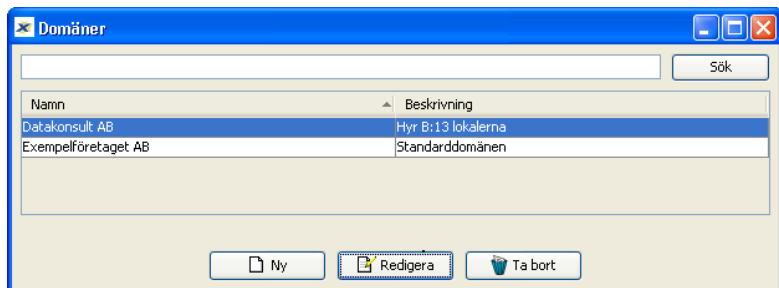 Domäner
Sök
Namn Beskrivning
Datakonsult AB Hyr B:13 lokalerna
Exempelföretaget AB Standarddomänen
Ny Redigera Ta bort